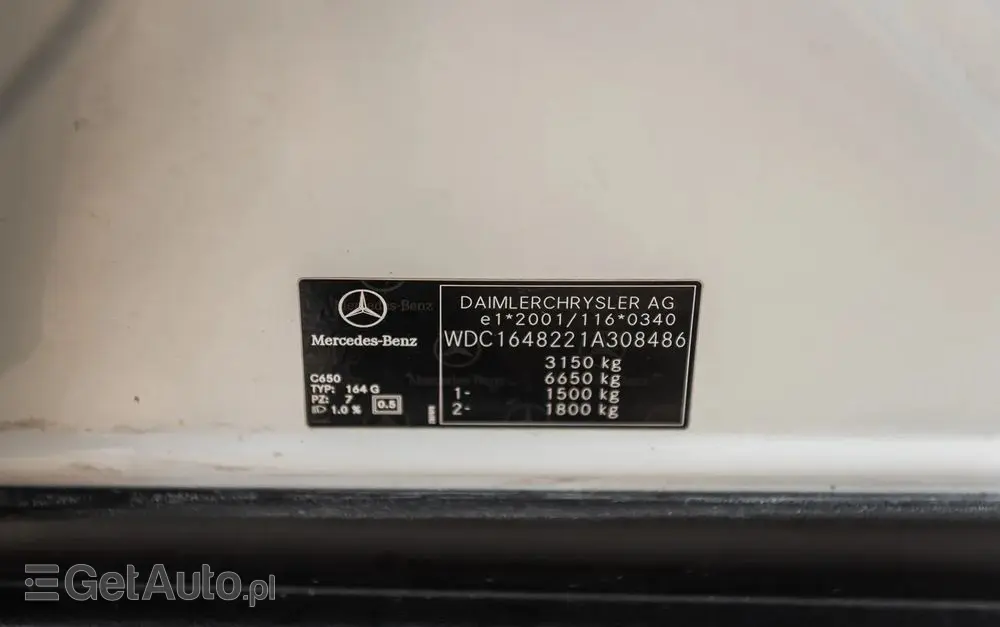 Mercedes-Benz
C650
TYP: 164 G
PZ: 7
1.0 %
0.5
DAIMLERCHRYSLER AG
e1*2001/116*0340
WDC1648221A308486
3150 kg
6650 kg
1- 1500 kg
2- 1800 kg
GetAuto.pl